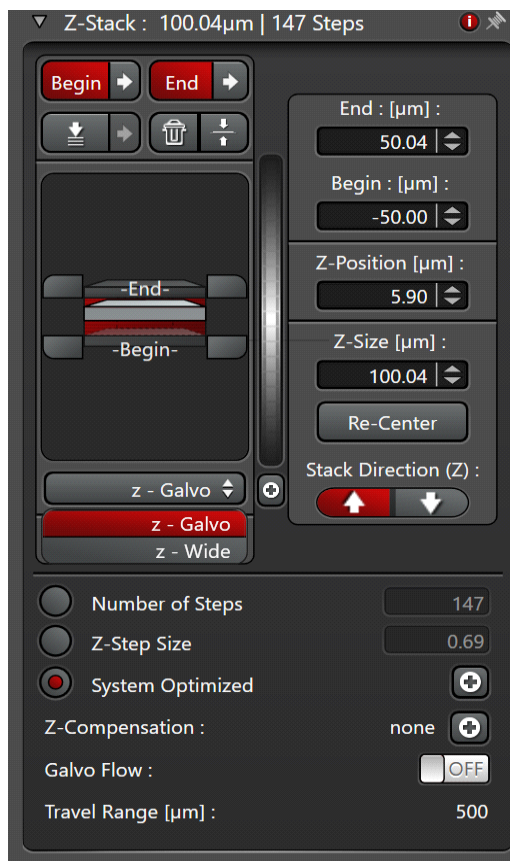 Z-Stack : 100.04µm | 147 Steps
Begin
End
End : [µm] :
50.04
Begin : [µm] :
-50.00
Z-Position [µm] :
5.90
Z-Size [µm] :
100.04
Re-Center
Stack Direction (Z) :
-End-
-Begin-
z - Galvo
z - Galvo
z - Wide
Number of Steps 147
Z-Step Size 0.69
System Optimized
Z-Compensation : none
Galvo Flow : OFF
Travel Range [µm] : 500